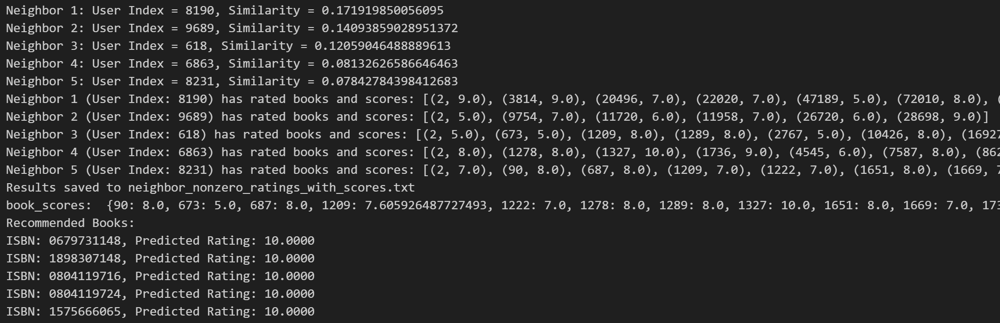 Neighbor 1: User Index = 8190, Similarity = 0.171919850056095
Neighbor 2: User Index = 9689, Similarity = 0.14093859028951372
Neighbor 3: User Index = 618, Similarity = 0.12059046488889613
Neighbor 4: User Index = 6863, Similarity = 0.08132626586646463
Neighbor 5: User Index = 8231, Similarity = 0.07842784398412683
Neighbor 1 (User Index: 8190) has rated books and scores: [(2, 9.0), (3814, 9.0), (20496, 7.0), (22020, 7.0), (47189, 5.0), (72010, 8.0), (
Neighbor 2 (User Index: 9689) has rated books and scores: [(2, 5.0), (9754, 7.0), (11720, 6.0), (11958, 7.0), (26720, 6.0), (28698, 9.0)]
Neighbor 3 (User Index: 618) has rated books and scores: [(2, 5.0), (673, 5.0), (1209, 8.0), (1289, 8.0), (2767, 5.0), (10426, 8.0), (16927
Neighbor 4 (User Index: 6863) has rated books and scores: [(2, 8.0), (1278, 8.0), (1327, 10.0), (1736, 9.0), (4545, 6.0), (7587, 8.0), (862
Neighbor 5 (User Index: 8231) has rated books and scores: [(2, 7.0), (90, 8.0), (687, 8.0), (1209, 7.0), (1222, 7.0), (1651, 8.0), (1669, 7
Results saved to neighbor_nonzero_ratings_with_scores.txt
book_scores:  {90: 8.0, 673: 5.0, 687: 8.0, 1209: 7.605926487727493, 1222: 7.0, 1278: 8.0, 1289: 8.0, 1327: 10.0, 1651: 8.0, 1669: 7.0, 173
Recommended Books:
ISBN: 0679731148, Predicted Rating: 10.0000
ISBN: 1898307148, Predicted Rating: 10.0000
ISBN: 0804119716, Predicted Rating: 10.0000
ISBN: 0804119724, Predicted Rating: 10.0000
ISBN: 1575666065, Predicted Rating: 10.0000